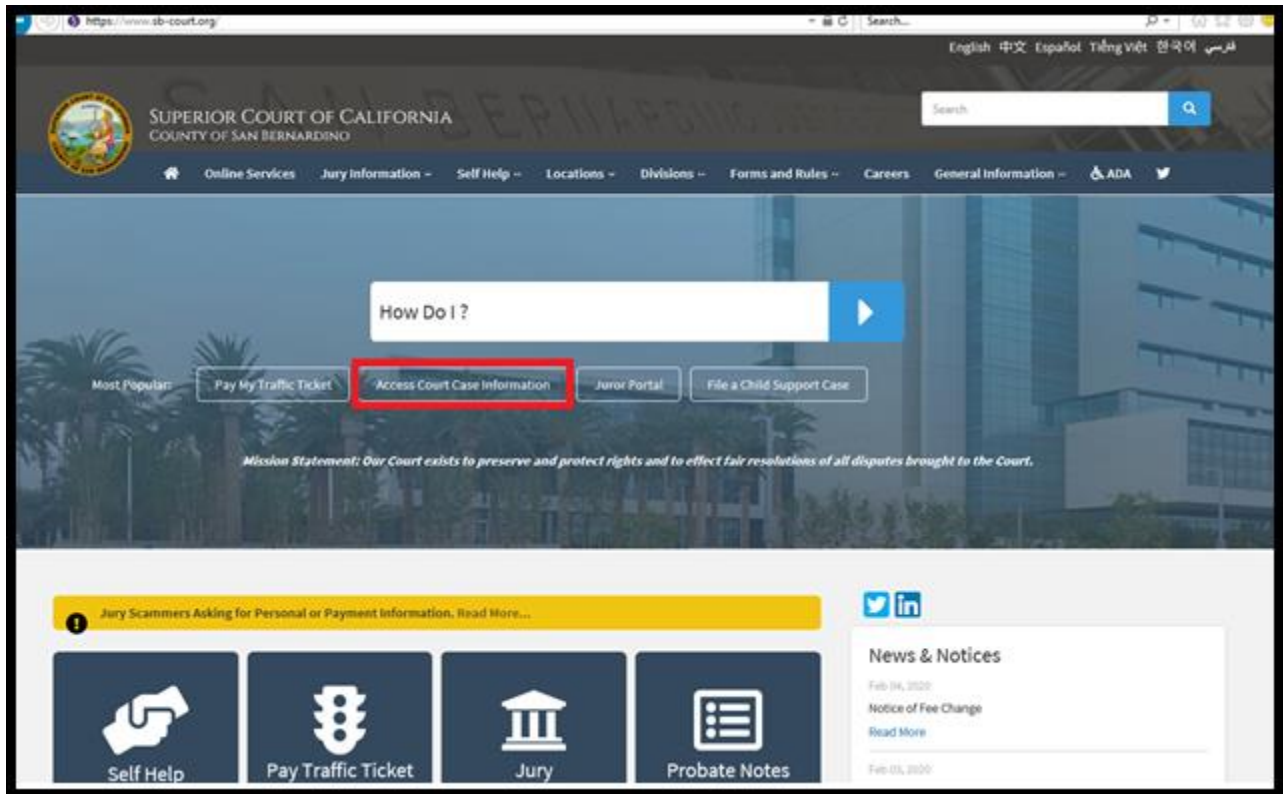 https://www.sb-court.org/
Search...
English 中文 Español Tiếng Việt 한국어 فارسي
SUPERIOR COURT OF CALIFORNIA
COUNTY OF SAN BERNARDINO
Search
Online Services Jury Information Self Help Locations Divisions Forms and Rules Careers General Information ADA
How Do I ?
Most Popular: Pay My Traffic Ticket Access Court Case Information Juror Portal File a Child Support Case
Mission Statement: Our Court exists to preserve and protect rights and to effect fair resolutions of all disputes brought to the Court.
Jury Scammers Asking for Personal or Payment Information. Read More...
Self Help
Pay Traffic Ticket
Jury
Probate Notes
News & Notices
Feb 04, 2020
Notice of Fee Change
Read More
Feb 03, 2020